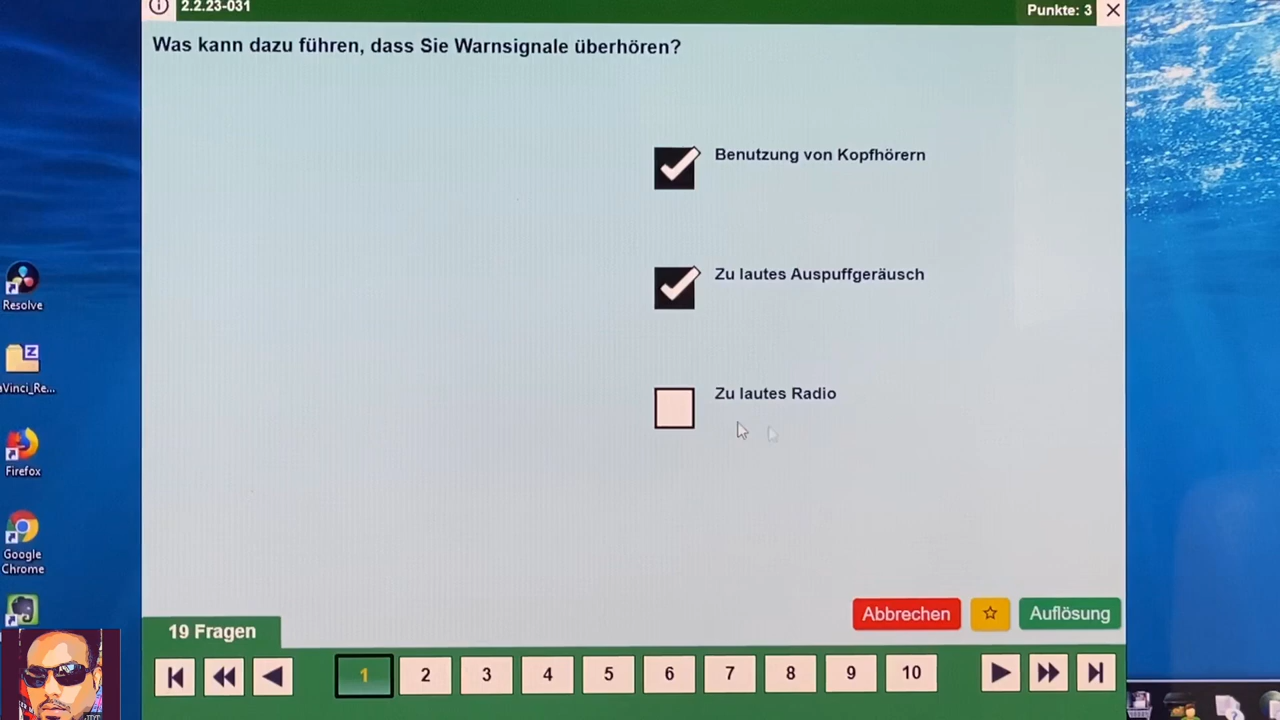 2.2.23-031
Punkte: 3
Was kann dazu führen, dass Sie Warnsignale überhören?
Benutzung von Kopfhörern
Zu lautes Auspuffgeräusch
Zu lautes Radio
Resolve
aVinci_Re...
Firefox
Google
Chrome
Abbrechen
Auflösung
19 Fragen
1
2
3
4
5
6
7
8
9
10